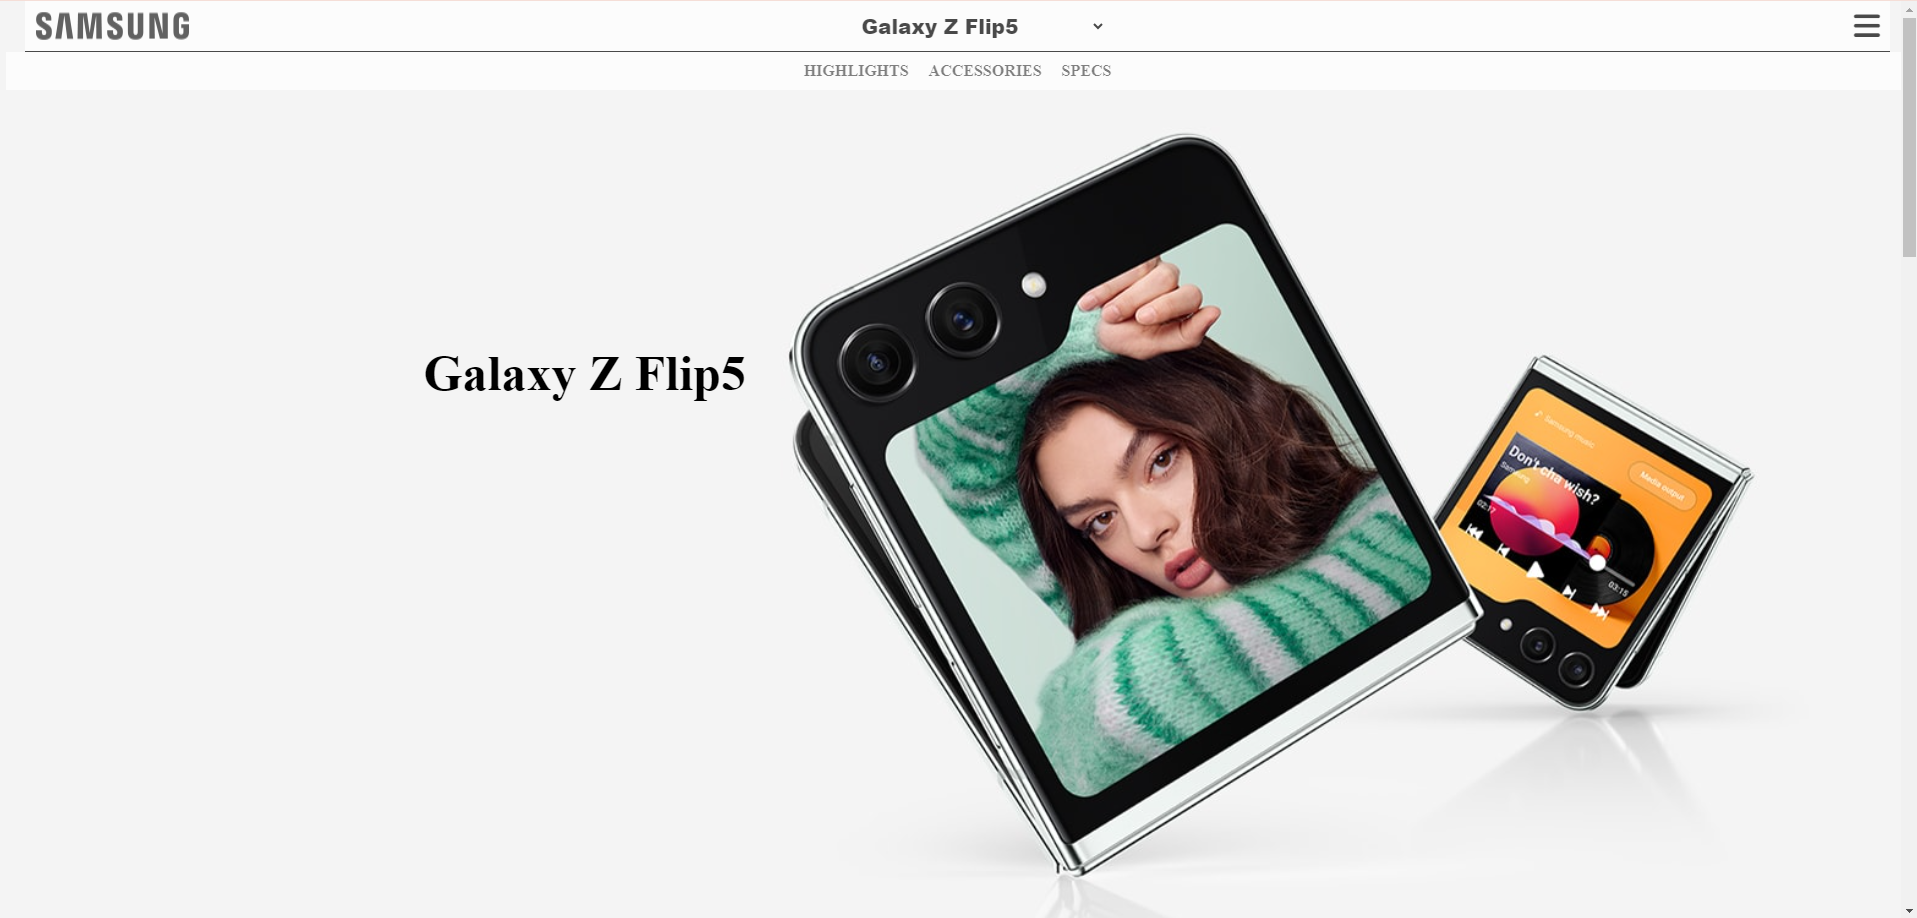 SAMSUNG
Galaxy Z Flip5
HIGHLIGHTS ACCESSORIES SPECS
Galaxy Z Flip5
Samsung music
Don't cha wish?
Samsung
Media output
02:17
03:15